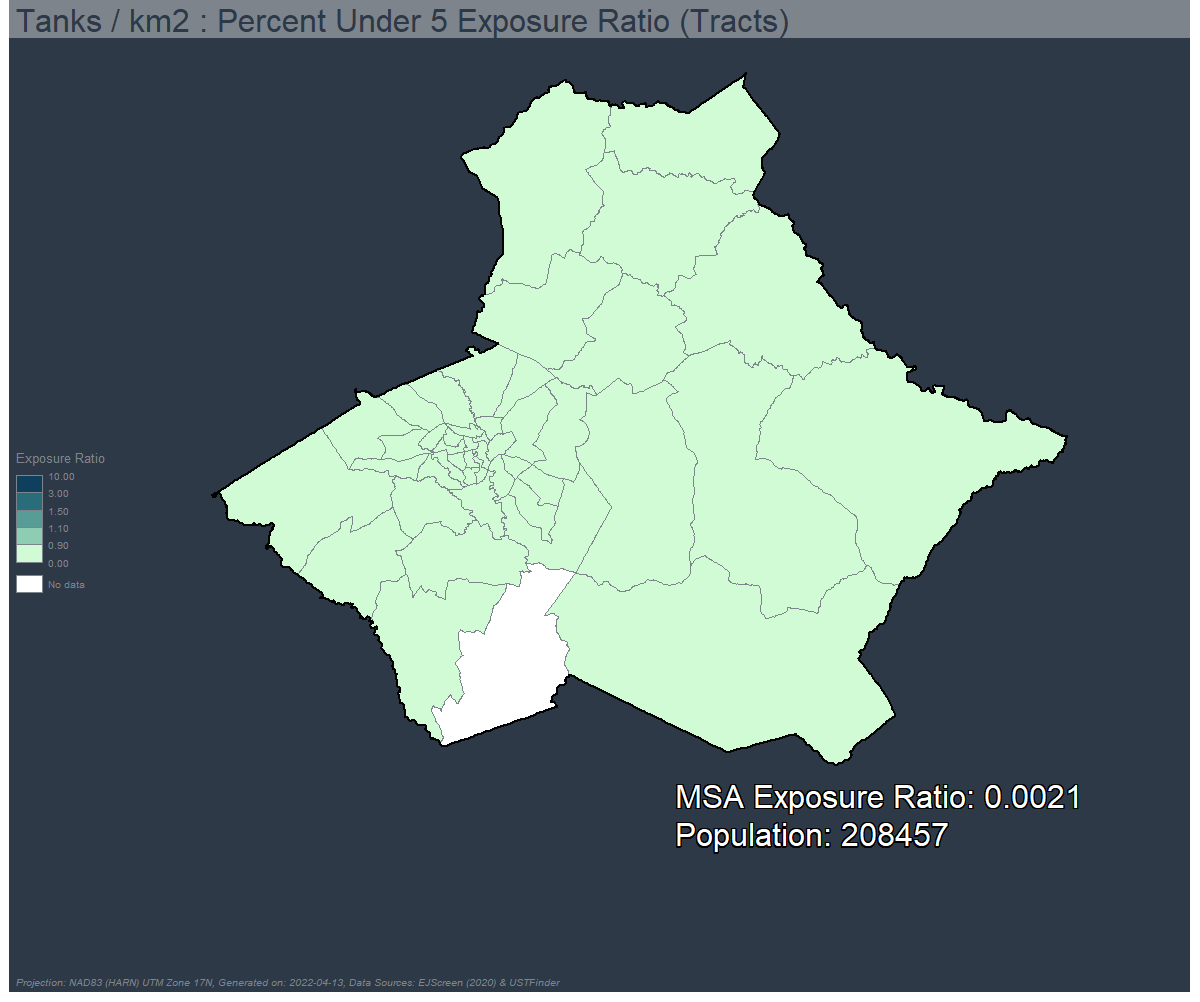 Tanks / km2 : Percent Under 5 Exposure Ratio (Tracts)
Exposure Ratio
10.00
3.00
1.50
1.10
0.90
0.00
No data
MSA Exposure Ratio: 0.0021
Population: 208457
Projection: NAD83 (HARN) UTM Zone 17N, Generated on: 2022-04-13, Data Sources: EJScreen (2020) & USTFinder